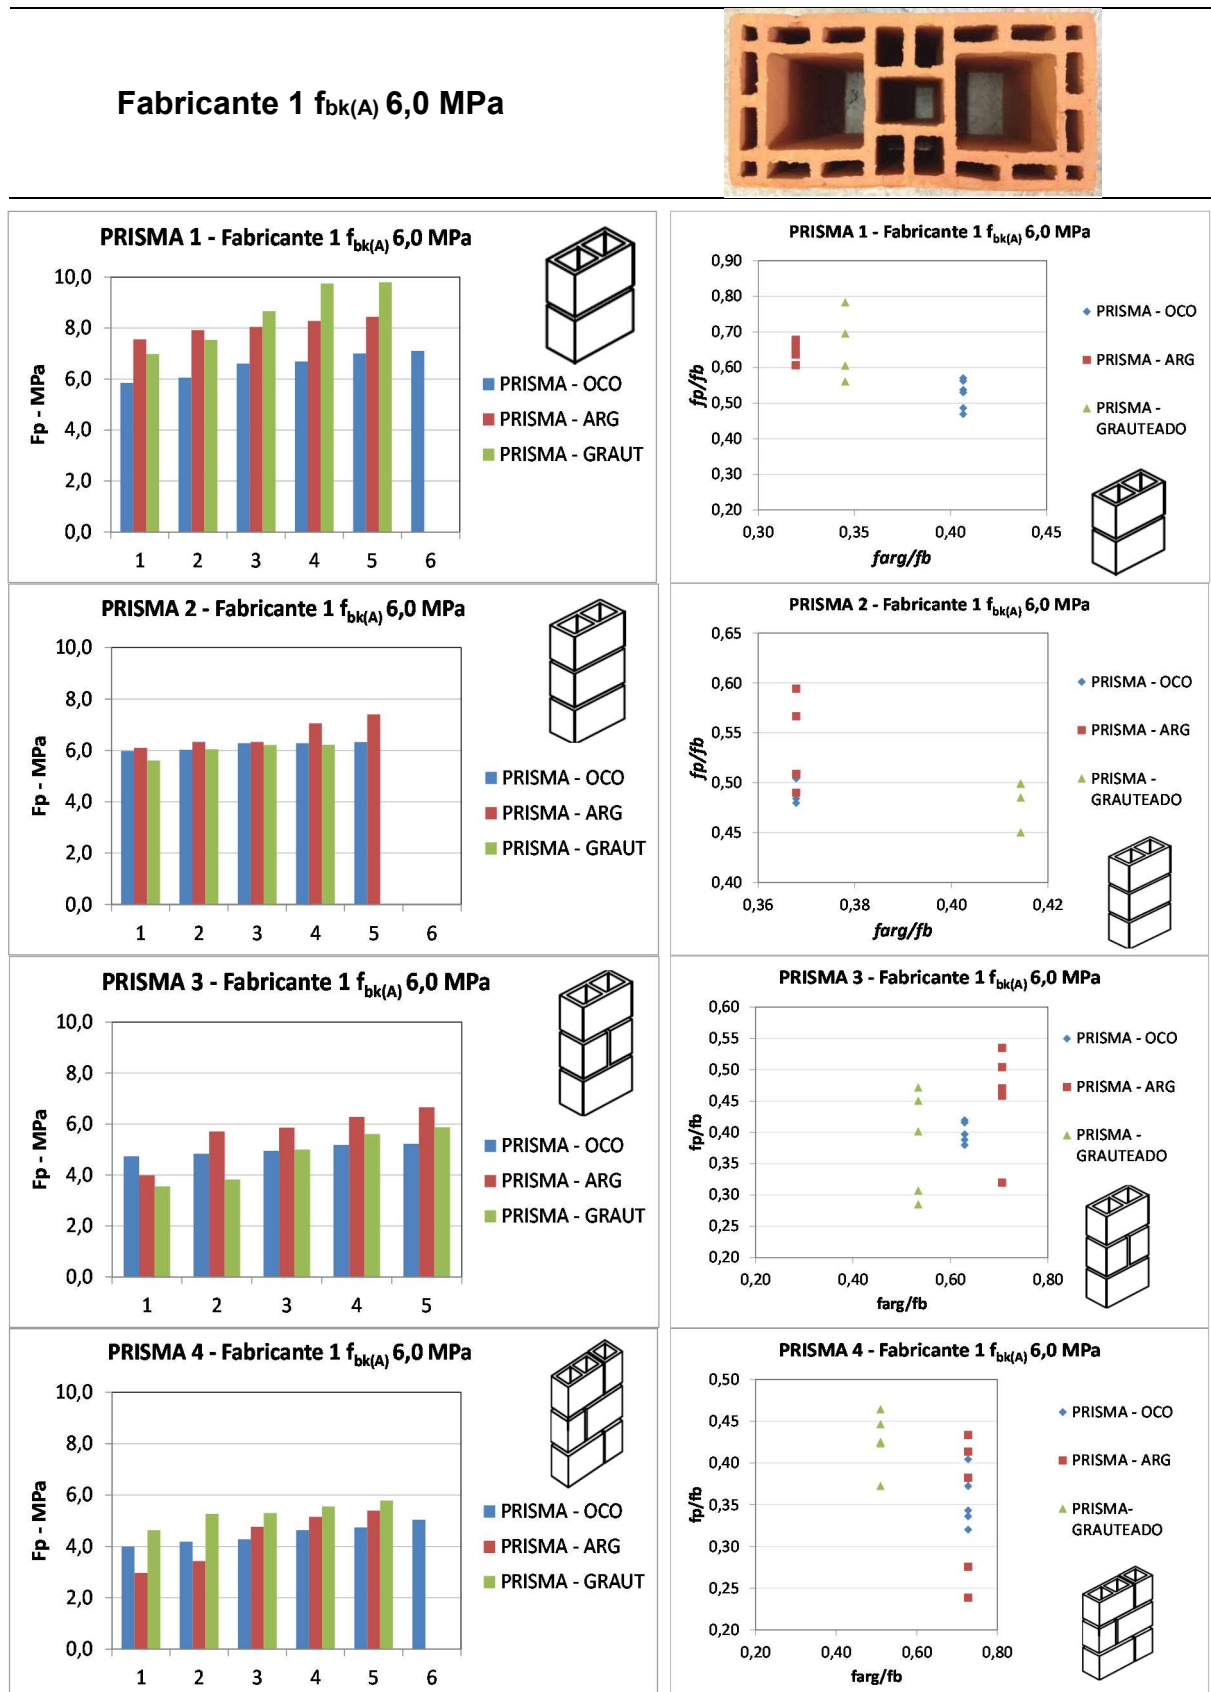 Fabricante 1 fbk(A) 6,0 MPa
PRISMA 1 - Fabricante 1 fbk(A) 6,0 MPa
10,0
8,0
6,0
4,0
2,0
0,0
Fp - MPa
1 2 3 4 5 6
PRISMA - OCO
PRISMA - ARG
PRISMA - GRAUT
PRISMA 1 - Fabricante 1 fbk(A) 6,0 MPa
0,90
0,80
0,70
0,60
0,50
0,40
0,30
0,20
fp/fb
0,30 0,35 0,40 0,45
farg/fb
PRISMA - OCO
PRISMA - ARG
PRISMA -
GRAUTEADO
PRISMA 2 - Fabricante 1 fbk(A) 6,0 MPa
10,0
8,0
6,0
4,0
2,0
0,0
Fp - MPa
1 2 3 4 5 6
PRISMA - OCO
PRISMA - ARG
PRISMA - GRAUT
PRISMA 2 - Fabricante 1 fbk(A) 6,0 MPa
0,65
0,60
0,55
0,50
0,45
0,40
fp/fb
0,36 0,38 0,40 0,42
farg/fb
PRISMA - OCO
PRISMA - ARG
PRISMA -
GRAUTEADO
PRISMA 3 - Fabricante 1 fbk(A) 6,0 MPa
10,0
8,0
6,0
4,0
2,0
0,0
Fp - MPa
1 2 3 4 5
PRISMA - OCO
PRISMA - ARG
PRISMA - GRAUT
PRISMA 3 - Fabricante 1 fbk(A) 6,0 MPa
0,60
0,55
0,50
0,45
0,40
0,35
0,30
0,25
0,20
fp/fb
0,20 0,40 0,60 0,80
farg/fb
PRISMA - OCO
PRISMA - ARG
PRISMA -
GRAUTEADO
PRISMA 4 - Fabricante 1 fbk(A) 6,0 MPa
10,0
8,0
6,0
4,0
2,0
0,0
Fp - MPa
1 2 3 4 5 6
PRISMA - OCO
PRISMA - ARG
PRISMA - GRAUT
PRISMA 4 - Fabricante 1 fbk(A) 6,0 MPa
0,50
0,45
0,40
0,35
0,30
0,25
0,20
fp/fb
0,20 0,40 0,60 0,80
farg/fb
PRISMA - OCO
PRISMA - ARG
PRISMA-
GRAUTEADO